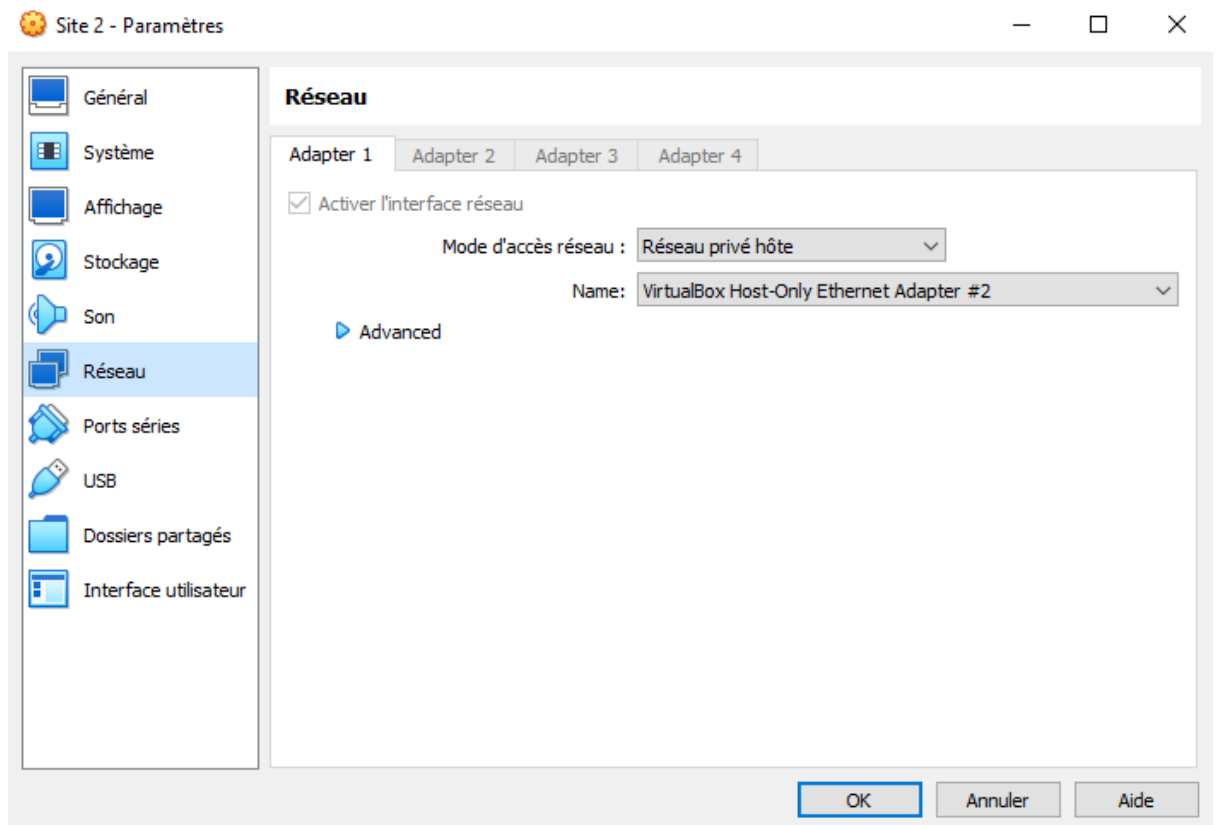 Site 2 - Paramètres
Général
Système
Affichage
Stockage
Son
Réseau
Ports séries
USB
Dossiers partagés
Interface utilisateur
Réseau
Adapter 1 Adapter 2 Adapter 3 Adapter 4
Activer l'interface réseau
Mode d'accès réseau : Réseau privé hôte
Name: VirtualBox Host-Only Ethernet Adapter #2
Advanced
OK Annuler Aide